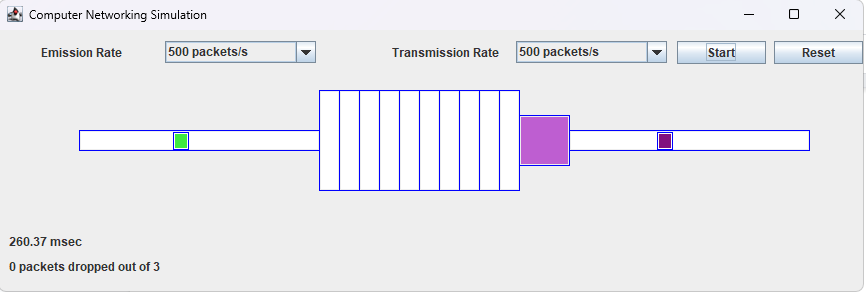 Computer Networking Simulation
Emission Rate 500 packets/s Transmission Rate 500 packets/s Start Reset
260.37 msec
0 packets dropped out of 3